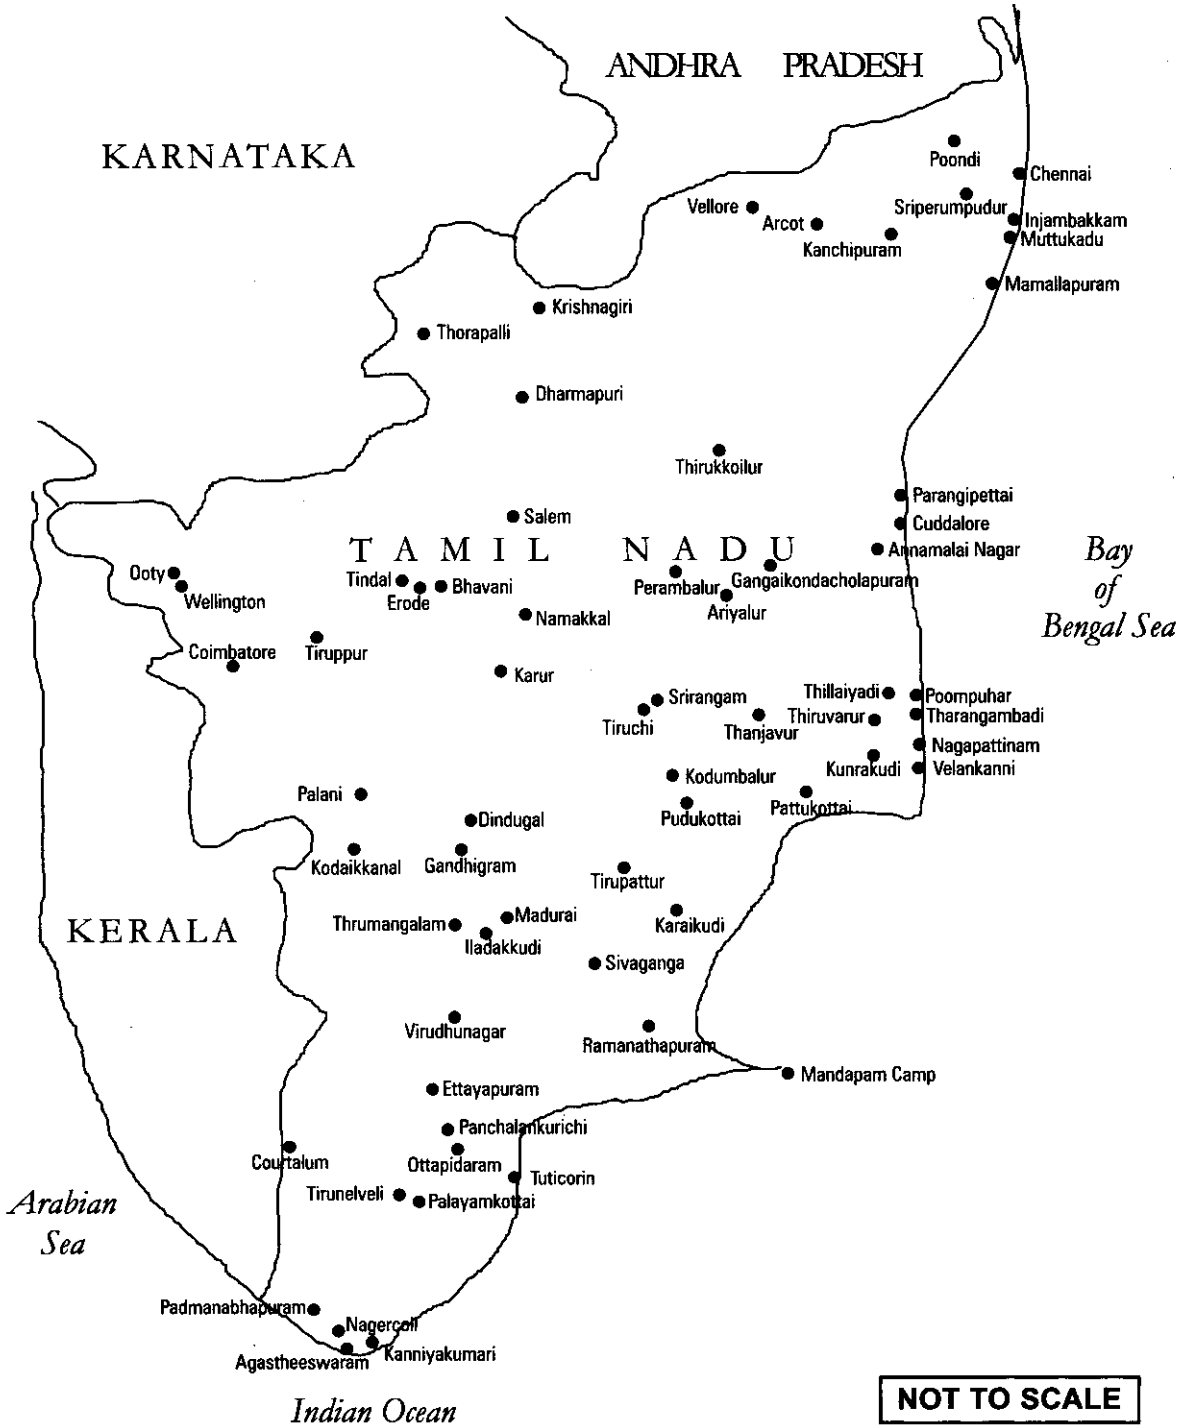 ANDHRA PRADESH
KARNATAKA
Poondi
Chennai
Vellore
Sriperumpudur
Arcot
Injambakkam
Kanchipuram
Muttukadu
Mamallapuram
Krishnagiri
Thorapalli
Dharmapuri
Thirukkoilur
Parangipettai
Salem
Cuddalore
TAMIL NADU
Annamalai Nagar
Bay
of
Bengal Sea
Ooty
Wellington
Tindal
Erode
Bhavani
Perambalur
Gangaikondacholapuram
Ariyalur
Namakkal
Coimbatore
Tiruppur
Karur
Srirangam
Tiruchi
Thanjavur
Thillaiyadi
Poompuhar
Thiruvarur
Tharangambadi
Nagapattinam
Kunrakudi
Velankanni
Kodumbalur
Pudukottai
Pattukottai
Palani
Dindugal
Kodaikkanal
Gandhigram
Tirupattur
KERALA
Thrumangalam
Madurai
Iladakkudi
Karaikudi
Sivaganga
Virudhunagar
Ramanathapuram
Mandapam Camp
Ettayapuram
Panchalankurichi
Ottapidaram
Courtalum
Tuticorin
Tirunelveli
Palayamkottai
Arabian
Sea
Padmanabhapuram
Nagercoil
Agastheeswaram
Kanniyakumari
Indian Ocean
NOT TO SCALE